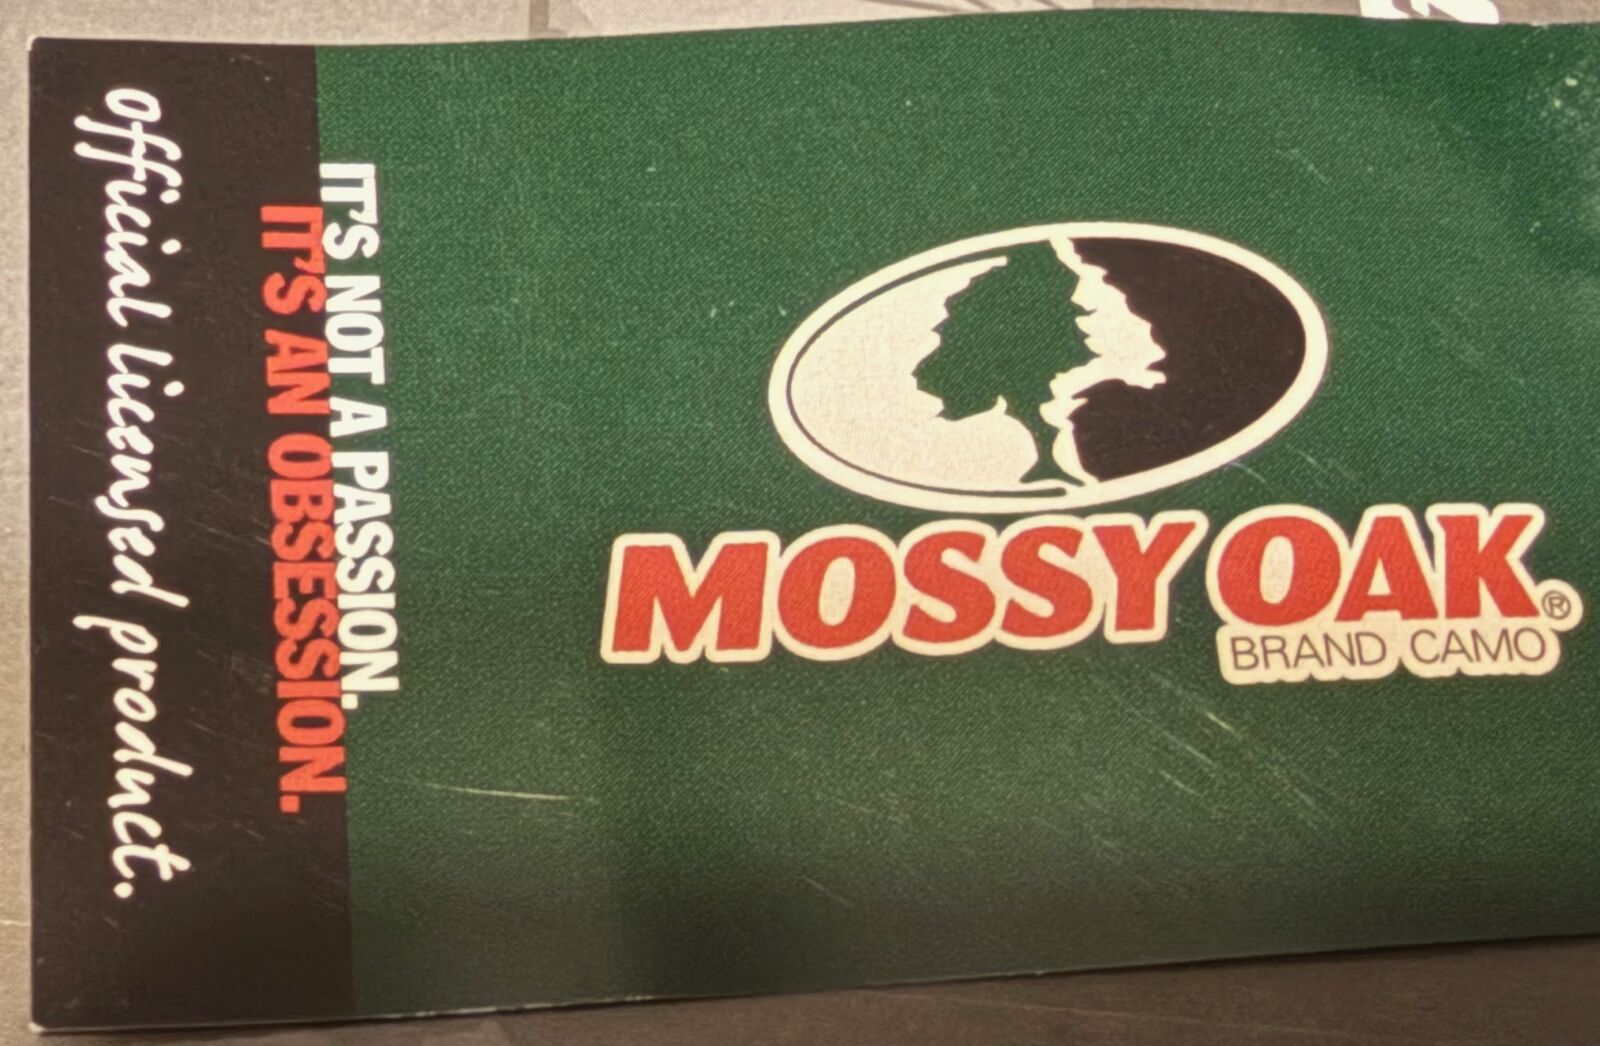 MOSSY OAK®
BRAND CAMO
IT'S NOT A PASSION.
IT'S AN OBSESSION.
official licensed product.